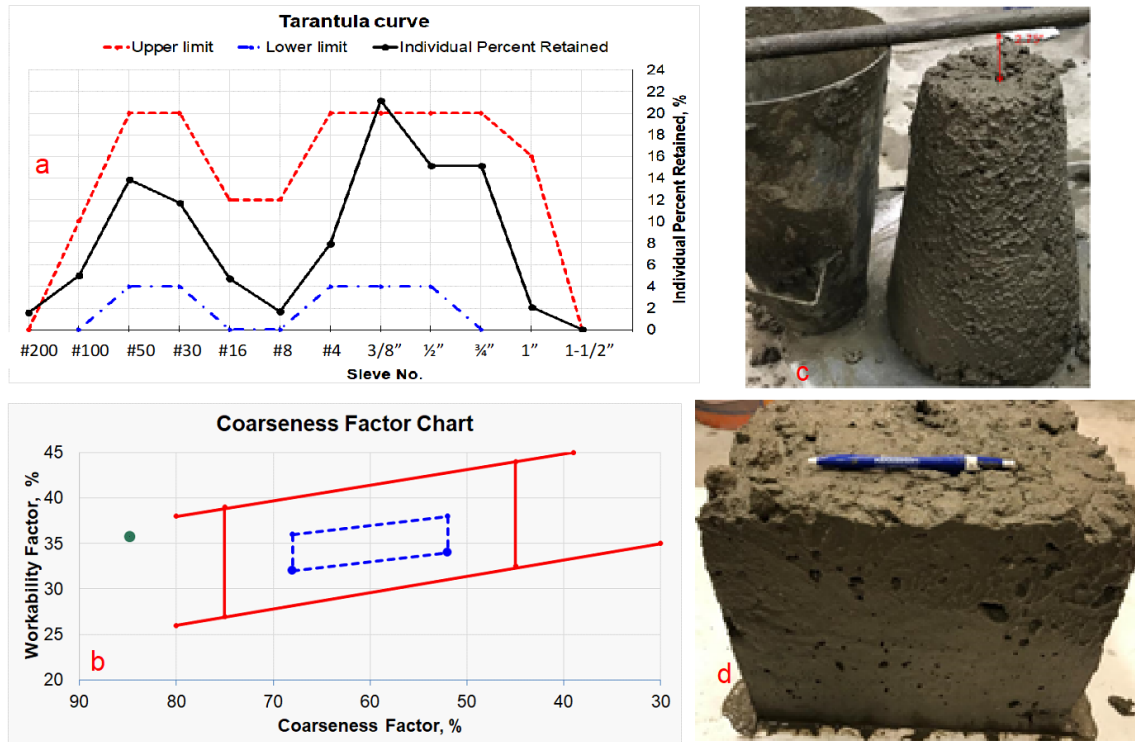 Tarantula curve
Upper limit
Lower limit
Individual Percent Retained
24
22
20
18
16
14
12
10
8
6
4
2
0
Individual Percent Retained, %
a
#200 #100 #50 #30 #16 #8 #4 3/8” ½” ¾” 1” 1-1/2”
Sieve No.
c
Coarseness Factor Chart
45
40
35
30
25
20
Workability Factor, %
b
90 80 70 60 50 40 30
Coarseness Factor, %
d